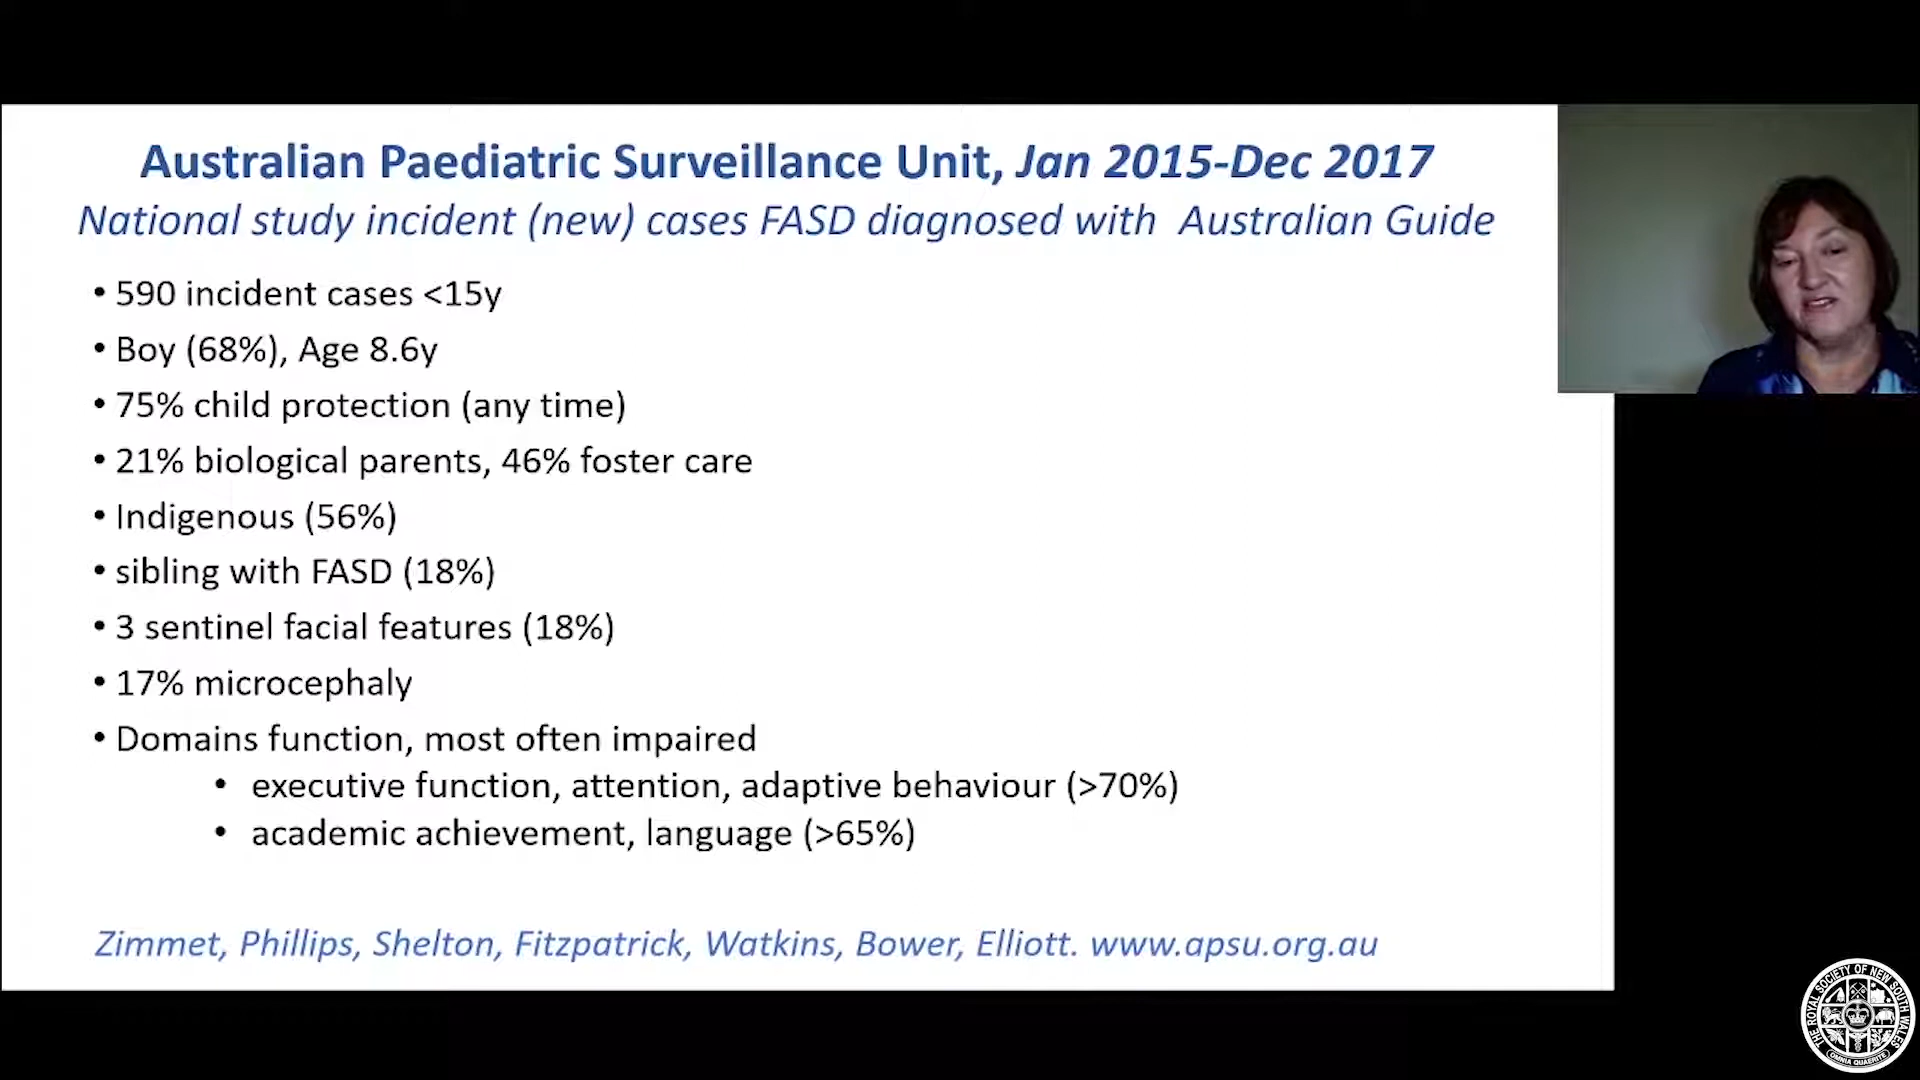 Australian Paediatric Surveillance Unit, Jan 2015-Dec 2017
National study incident (new) cases FASD diagnosed with Australian Guide
• 590 incident cases <15y
• Boy (68%), Age 8.6y
• 75% child protection (any time)
• 21% biological parents, 46% foster care
• Indigenous (56%)
• sibling with FASD (18%)
• 3 sentinel facial features (18%)
• 17% microcephaly
• Domains function, most often impaired
• executive function, attention, adaptive behaviour (>70%)
• academic achievement, language (>65%)
Zimmet, Phillips, Shelton, Fitzpatrick, Watkins, Bower, Elliott. www.apsu.org.au
THE ROYAL SOCIETY OF NEW SOUTH WALES
OMNIA QUAERITE